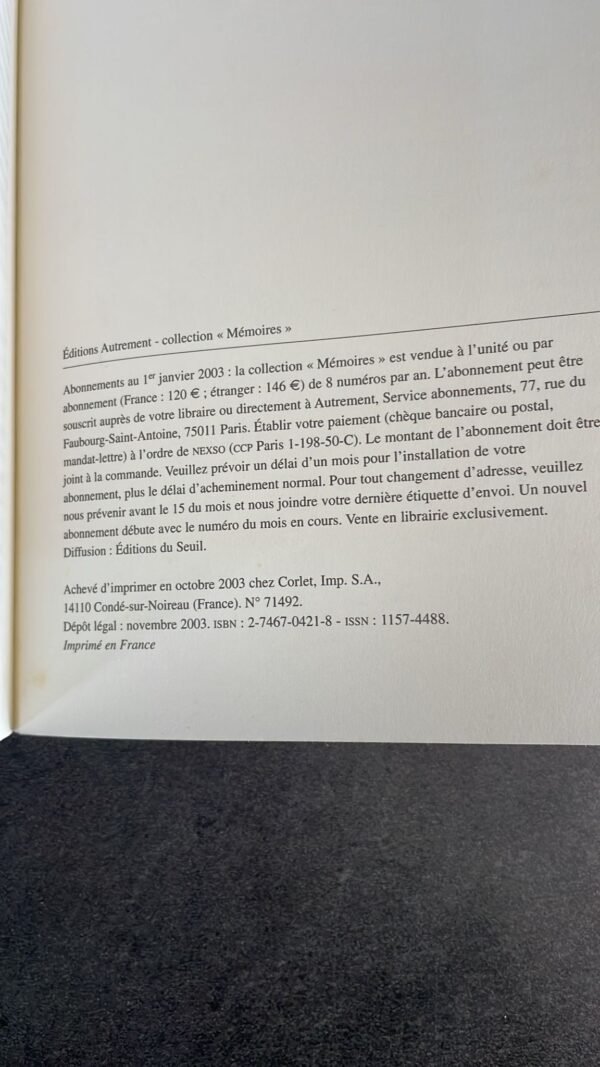 Éditions Autrement - collection « Mémoires »
Abonnements au 1er janvier 2003 : la collection « Mémoires » est vendue à l'unité ou par
abonnement (France : 120 € ; étranger : 146 €) de 8 numéros par an. L'abonnement peut être
souscrit auprès de votre libraire ou directement à Autrement, Service abonnements, 77, rue du
Faubourg-Saint-Antoine, 75011 Paris. Établir votre paiement (chèque bancaire ou postal,
mandat-lettre) à l'ordre de NEXSO (CCP Paris 1-198-50-C). Le montant de l'abonnement doit être
joint à la commande. Veuillez prévoir un délai d'un mois pour l'installation de votre
abonnement, plus le délai d'acheminement normal. Pour tout changement d'adresse, veuillez
nous prévenir avant le 15 du mois et nous joindre votre dernière étiquette d'envoi. Un nouvel
abonnement débute avec le numéro du mois en cours. Vente en librairie exclusivement.
Diffusion : Éditions du Seuil.
Achevé d'imprimer en octobre 2003 chez Corlet, Imp. S.A.,
14110 Condé-sur-Noireau (France). N° 71492.
Dépôt légal : novembre 2003. ISBN : 2-7467-0421-8 - ISSN : 1157-4488.
Imprimé en France